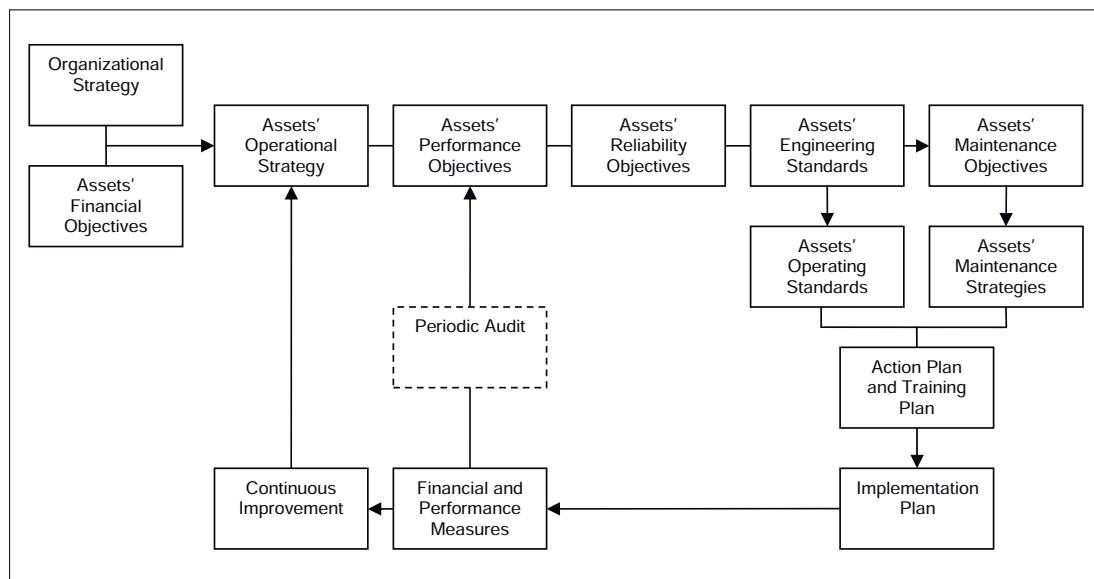 Organizational
Strategy
Assets’
Financial
Objectives
Assets’
Operational
Strategy
Assets’
Performance
Objectives
Assets’
Reliability
Objectives
Assets’
Engineering
Standards
Assets’
Maintenance
Objectives
Assets’
Operating
Standards
Assets’
Maintenance
Strategies
Periodic Audit
Action Plan
and Training
Plan
Continuous
Improvement
Financial and
Performance
Measures
Implementation
Plan